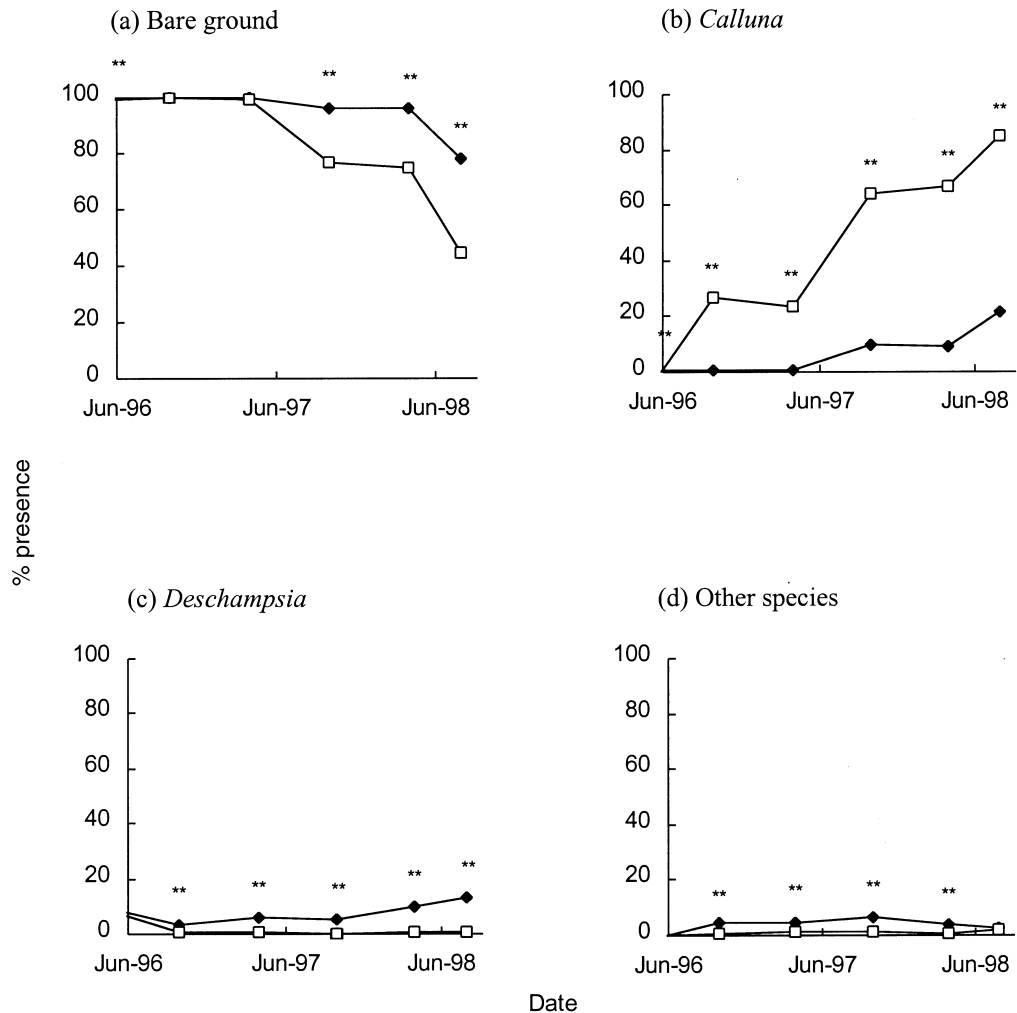 (a) Bare ground
**
**
**
**
100
80
60
40
20
0
Jun-96
Jun-97
Jun-98
(b) Calluna
**
**
**
**
**
**
100
80
60
40
20
0
Jun-96
Jun-97
Jun-98
% presence
(c) Deschampsia
100
80
60
40
20
0
**
**
**
**
**
Jun-96
Jun-97
Jun-98
(d) Other species
100
80
60
40
20
0
**
**
**
**
Jun-96
Jun-97
Jun-98
Date